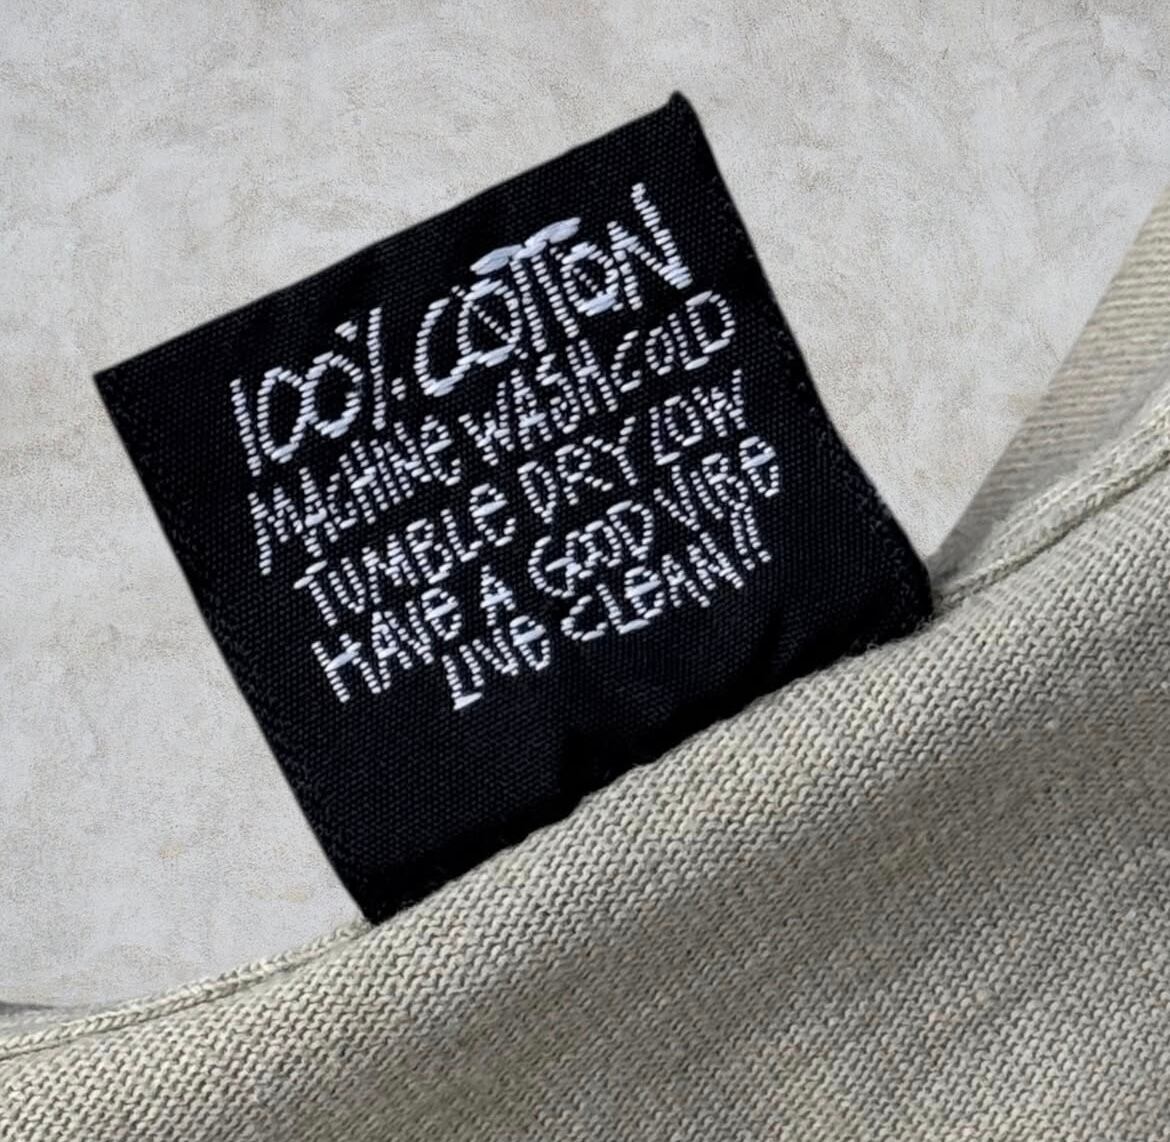 100% COTTON
MACHINe WASH COLD
TUMBLe DRY LOW
HAVe A GOOD VIBe
LIVe CLeAN!!